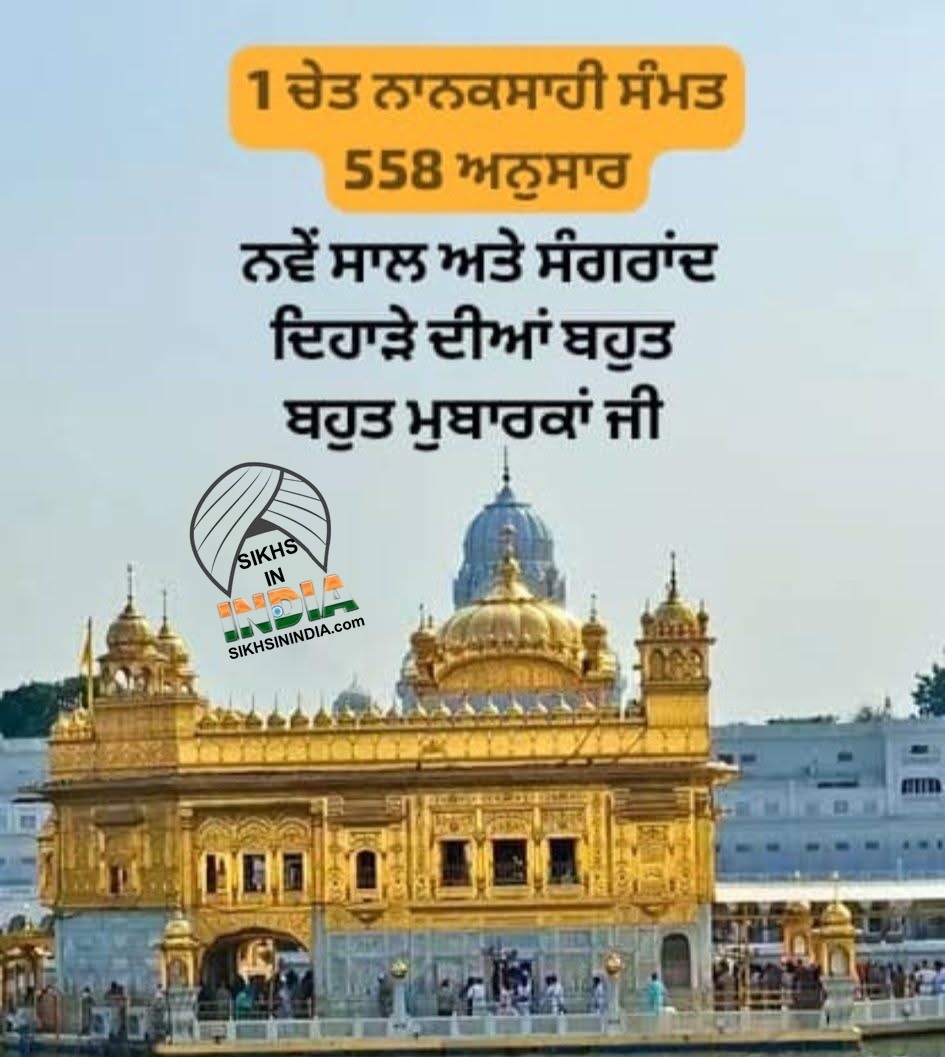 1 ਚੇਤ ਨਾਨਕਸਾਹੀ ਸੰਮਤ
558 ਅਨੁਸਾਰ
ਨਵੇਂ ਸਾਲ ਅਤੇ ਸੰਗਰਾਂਦ
ਦਿਹਾੜੇ ਦੀਆਂ ਬਹੁਤ
ਬਹੁਤ ਮੁਬਾਰਕਾਂ ਜੀ
SIKHS
IN
INDIA
SIKHSININDIA.com